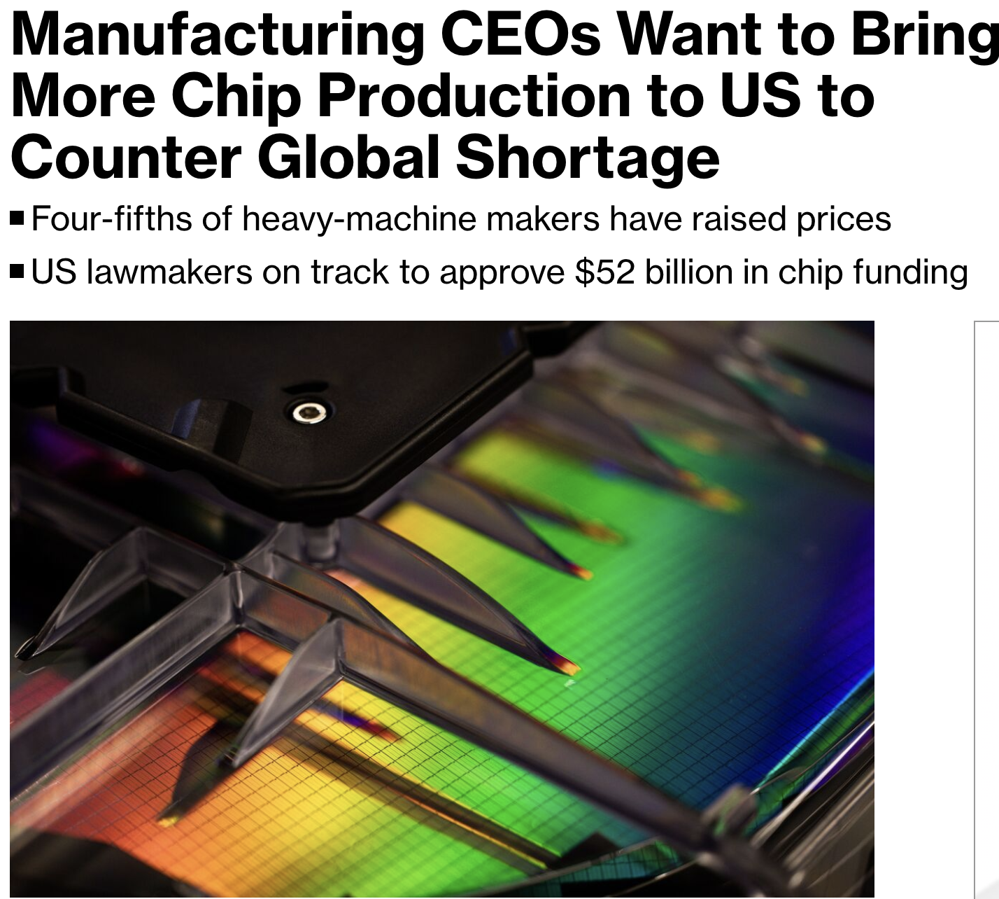 Manufacturing CEOs Want to Bring
More Chip Production to US to
Counter Global Shortage
Four-fifths of heavy-machine makers have raised prices
US lawmakers on track to approve $52 billion in chip funding